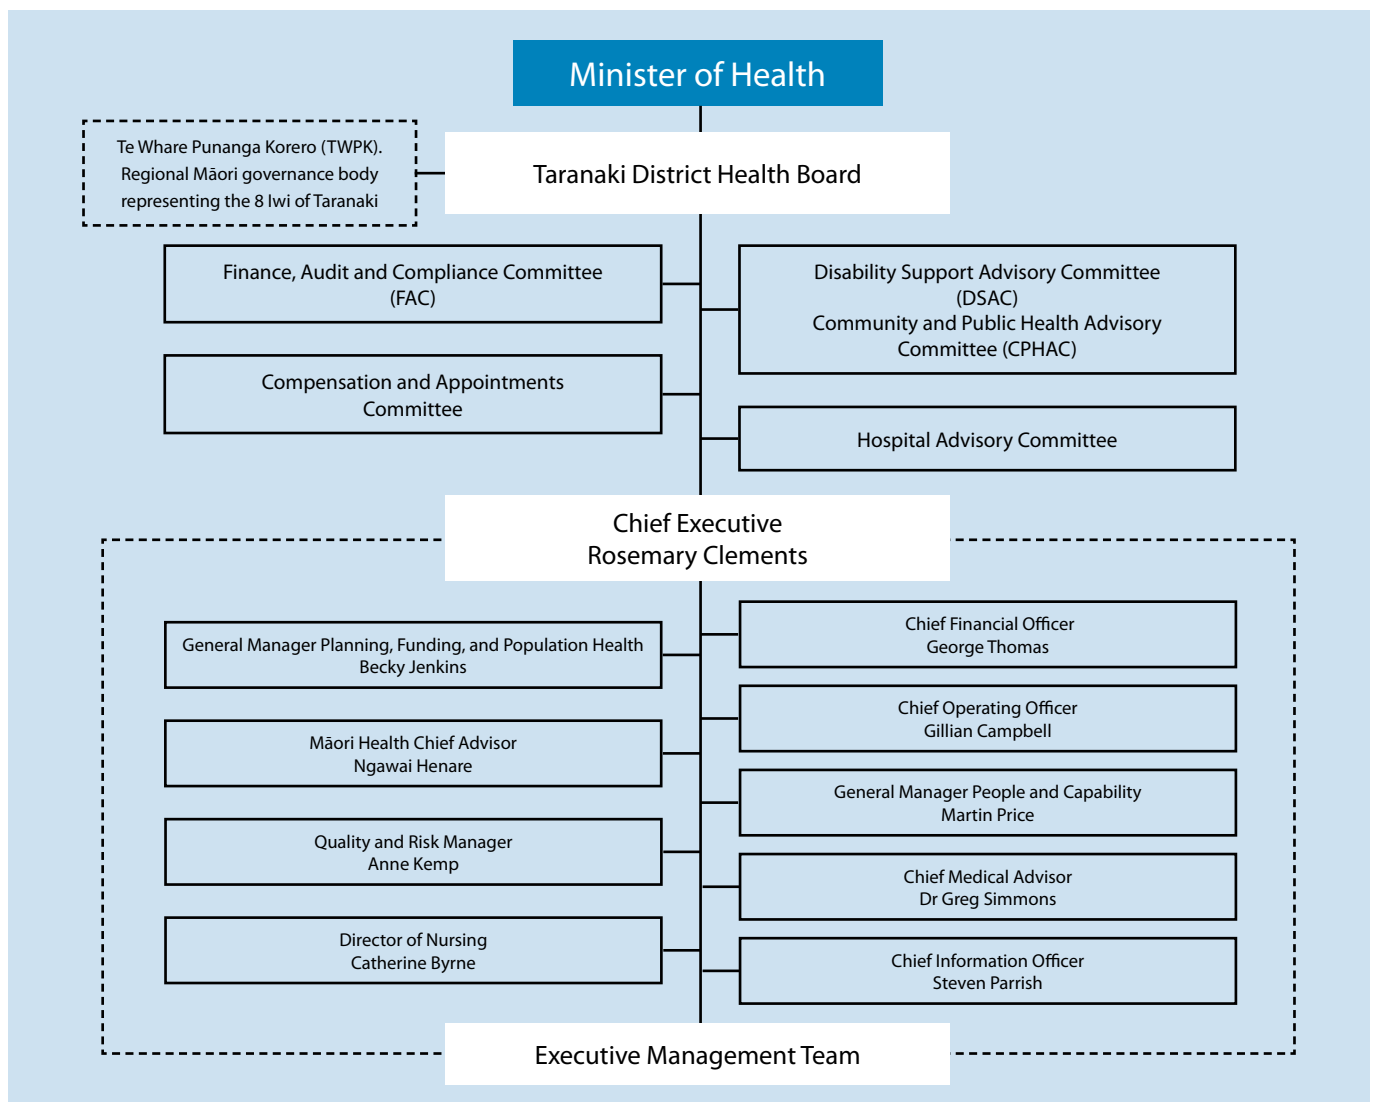 Minister of Health
Te Whare Punanga Korero (TWPK).
Regional Māori governance body
representing the 8 Iwi of Taranaki
Taranaki District Health Board
Finance, Audit and Compliance Committee
(FAC)
Disability Support Advisory Committee
(DSAC)
Community and Public Health Advisory
Committee (CPHAC)
Compensation and Appointments
Committee
Hospital Advisory Committee
Chief Executive
Rosemary Clements
General Manager Planning, Funding, and Population Health
Becky Jenkins
Māori Health Chief Advisor
Ngawai Henare
Quality and Risk Manager
Anne Kemp
Director of Nursing
Catherine Byrne
Chief Financial Officer
George Thomas
Chief Operating Officer
Gillian Campbell
General Manager People and Capability
Martin Price
Chief Medical Advisor
Dr Greg Simmons
Chief Information Officer
Steven Parrish
Executive Management Team